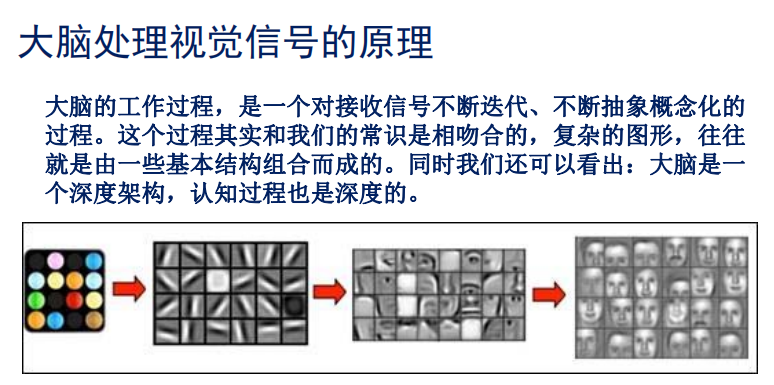 大脑处理视觉信号的原理
大脑的工作过程，是一个对接收信号不断迭代、不断抽象概念化的
过程。这个过程其实和我们的常识是相吻合的，复杂的图形，往往
就是由一些基本结构组合而成的。同时我们还可以看出：大脑是一
个深度架构，认知过程也是深度的。